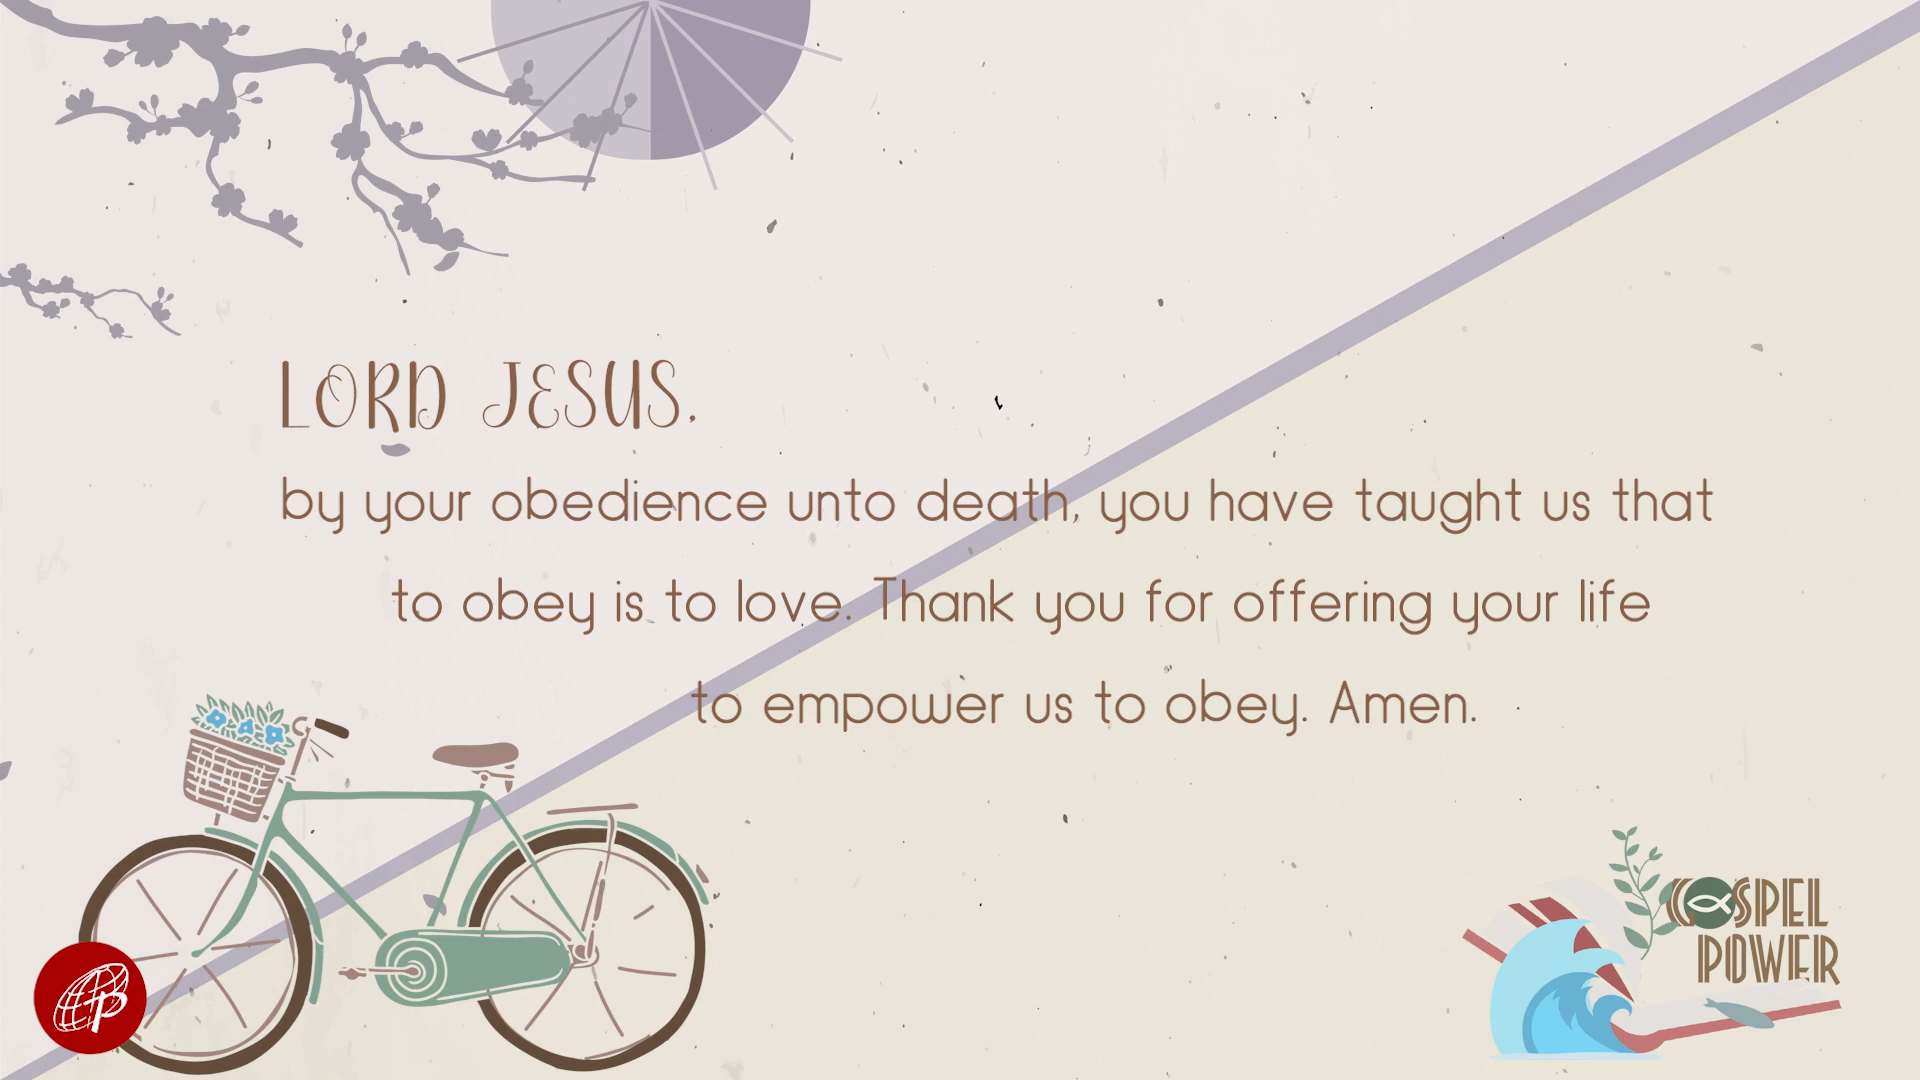 LORD JESUS,
by your obedience unto death, you have taught us that
to obey is to love. Thank you for offering your life
to empower us to obey. Amen.
GOSPEL
POWER